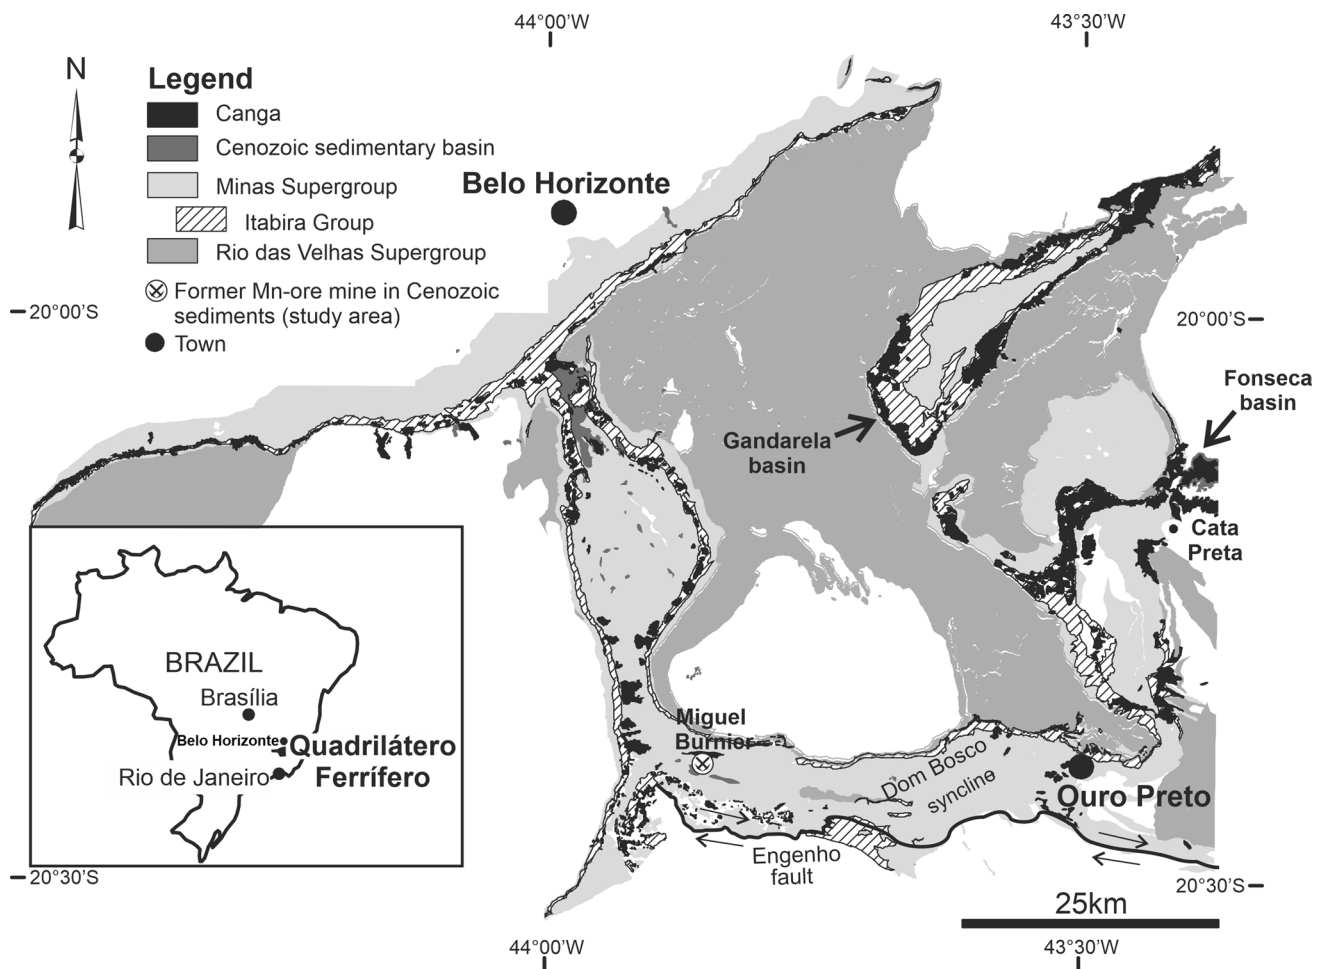 44°00'W
43°30'W
N
Legend
Canga
Cenozoic sedimentary basin
Minas Supergroup
Itabira Group
Rio das Velhas Supergroup
Former Mn-ore mine in Cenozoic
sediments (study area)
Town
Belo Horizonte
20°00'S
20°00'S
Fonseca
basin
Gandarela
basin
Cata
Preta
BRAZIL
Brasília
Belo Horizonte
Quadrilátero
Ferrífero
Rio de Janeiro
Miguel
Burnier
Dom Bosco
syncline
Ouro Preto
Engenho
fault
20°30'S
20°30'S
25km
44°00'W
43°30'W